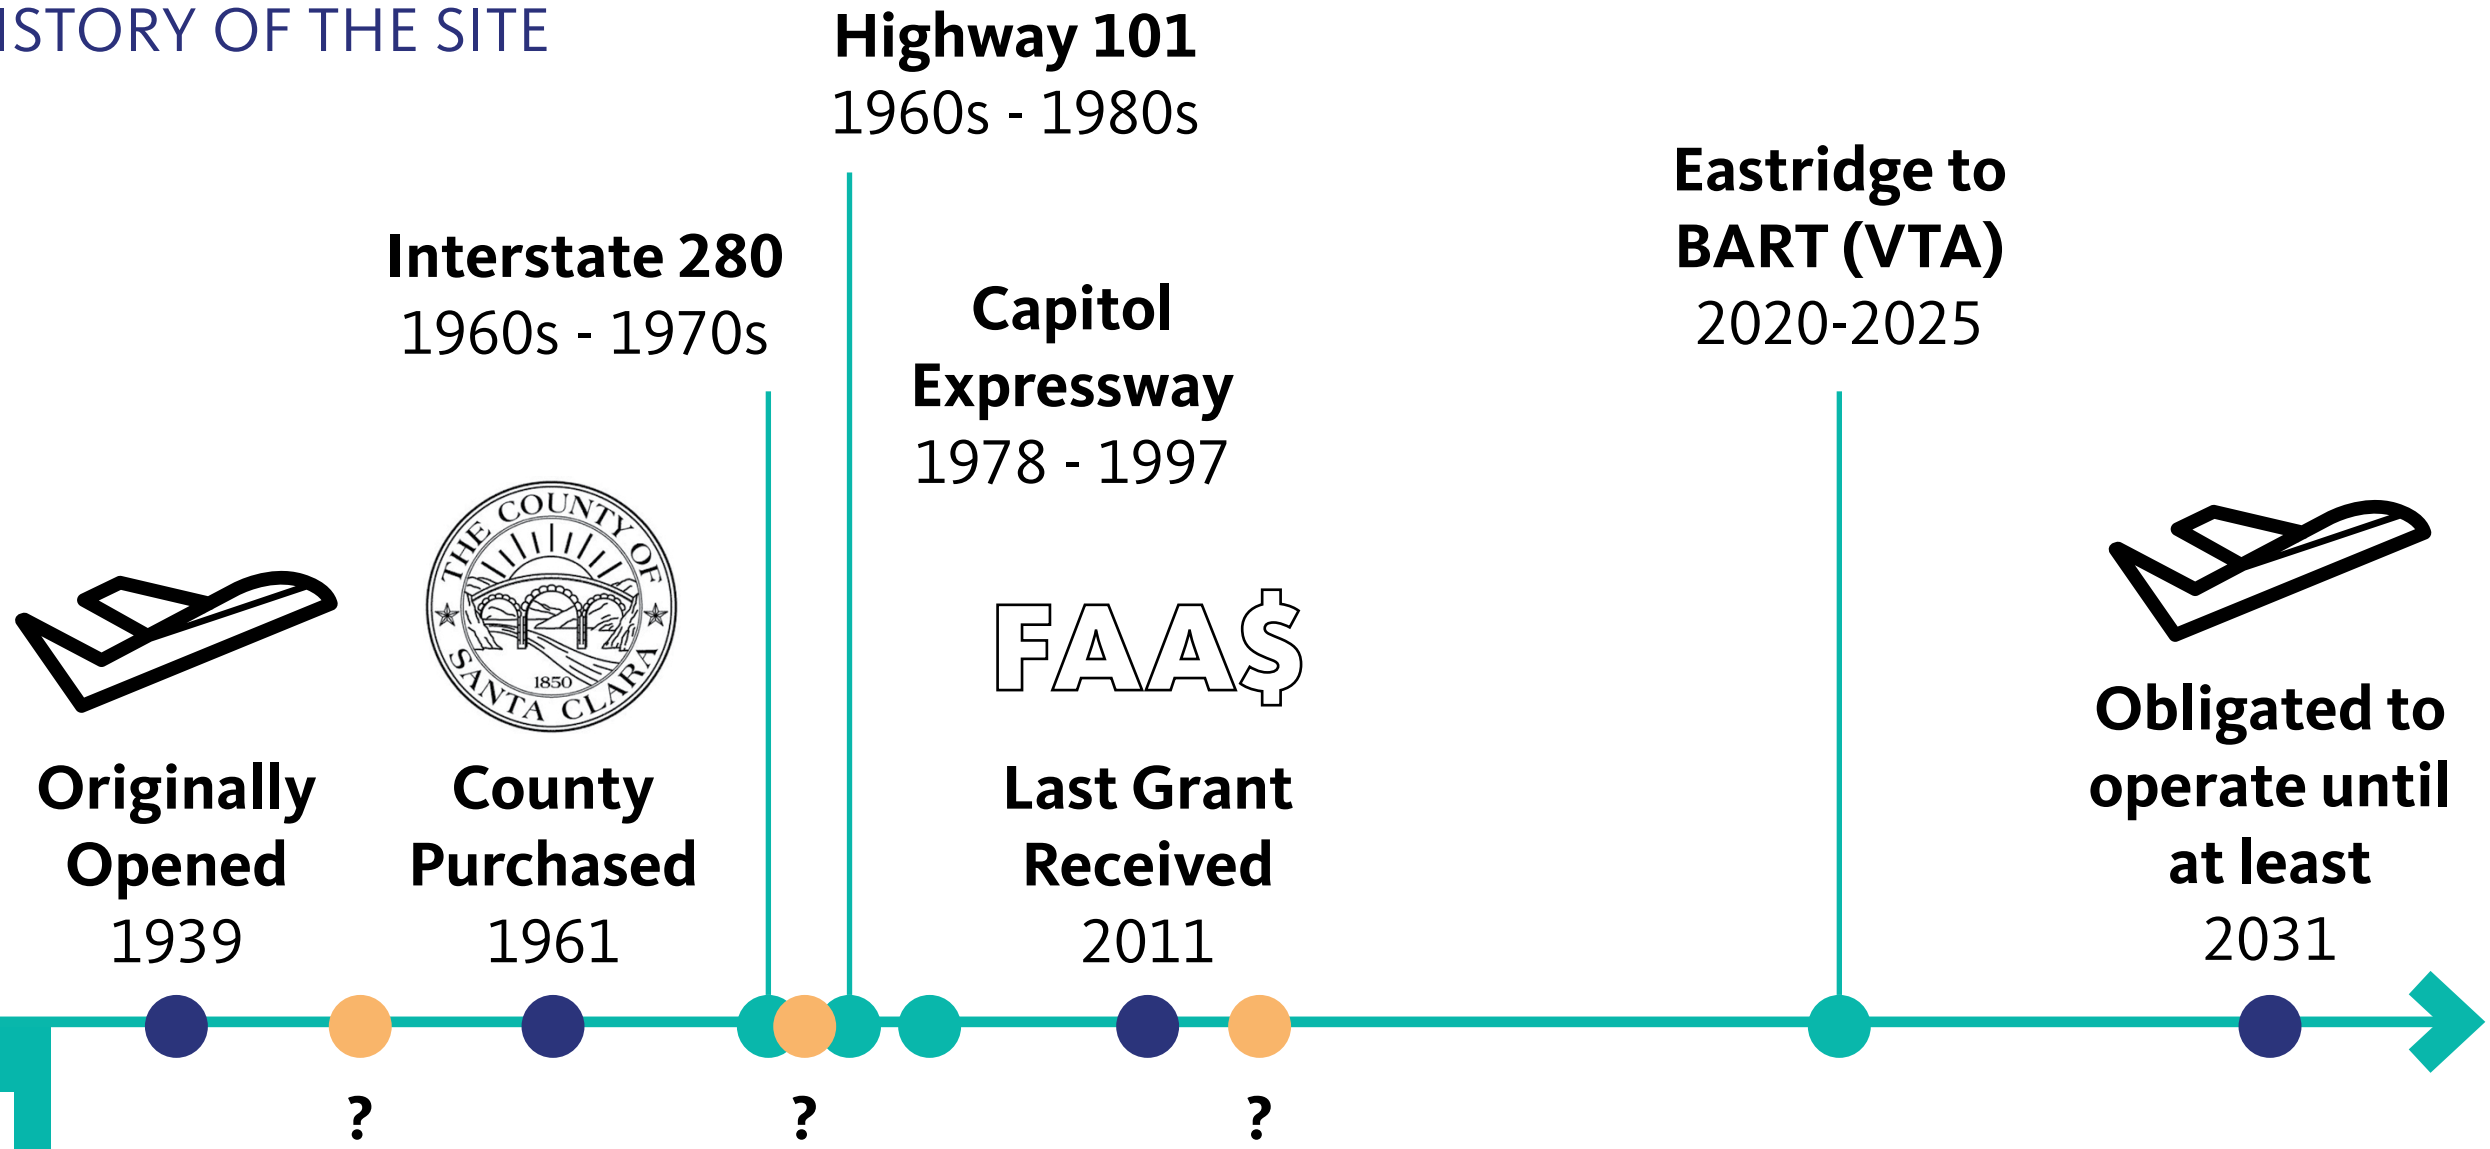 ISTORY OF THE SITE
Highway 101
1960s - 1980s
Interstate 280
1960s - 1970s
Capitol
Expressway
1978 - 1997
Eastridge to
BART (VTA)
2020-2025
THE COUNTY OF
SANTA CLARA
1850
FAA$
Originally
Opened
1939
County
Purchased
1961
Last Grant
Received
2011
Obligated to
operate until
at least
2031
?
?
?